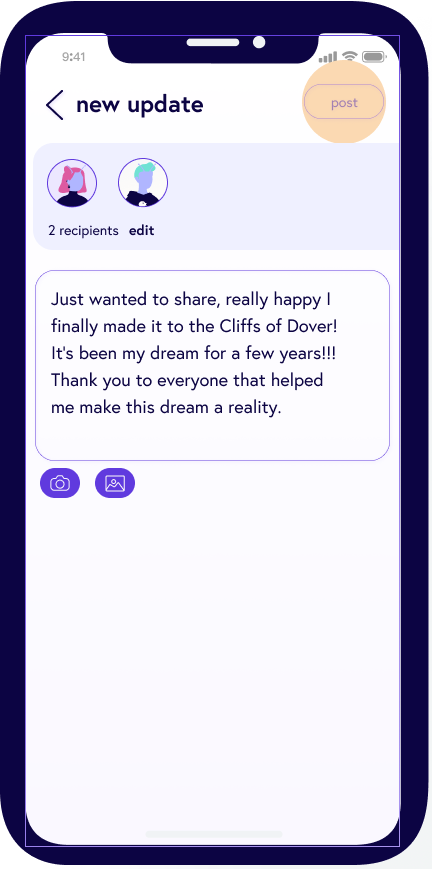 9:41
new update
post
2 recipients edit
Just wanted to share, really happy I
finally made it to the Cliffs of Dover!
It's been my dream for a few years!!!
Thank you to everyone that helped
me make this dream a reality.